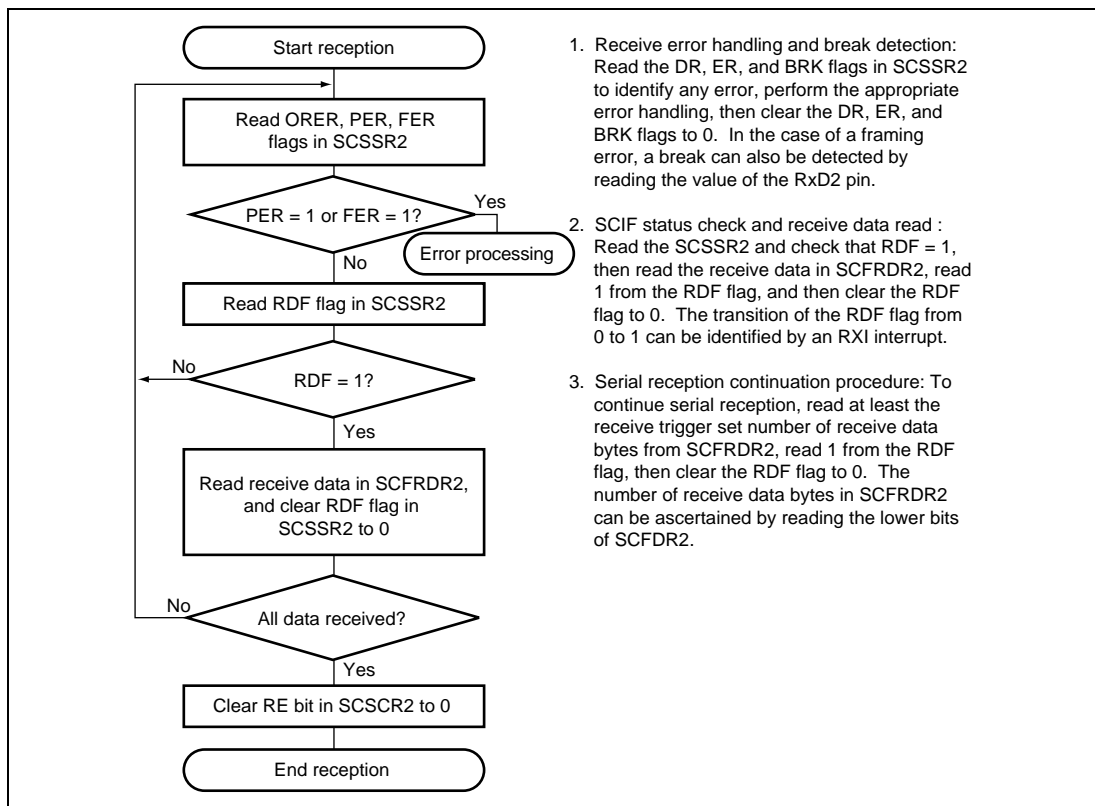 Start reception
Read ORER, PER, FER
flags in SCSSR2
PER = 1 or FER = 1?
Yes
Error processing
No
Read RDF flag in SCSSR2
No
RDF = 1?
Yes
Read receive data in SCFRDR2,
and clear RDF flag in
SCSSR2 to 0
No
All data received?
Yes
Clear RE bit in SCSCR2 to 0
End reception
1. Receive error handling and break detection:
Read the DR, ER, and BRK flags in SCSSR2
to identify any error, perform the appropriate
error handling, then clear the DR, ER, and
BRK flags to 0. In the case of a framing
error, a break can also be detected by
reading the value of the RxD2 pin.
2. SCIF status check and receive data read :
Read the SCSSR2 and check that RDF = 1,
then read the receive data in SCFRDR2, read
1 from the RDF flag, and then clear the RDF
flag to 0. The transition of the RDF flag from
0 to 1 can be identified by an RXI interrupt.
3. Serial reception continuation procedure: To
continue serial reception, read at least the
receive trigger set number of receive data
bytes from SCFRDR2, read 1 from the RDF
flag, then clear the RDF flag to 0. The
number of receive data bytes in SCFRDR2
can be ascertained by reading the lower bits
of SCFDR2.